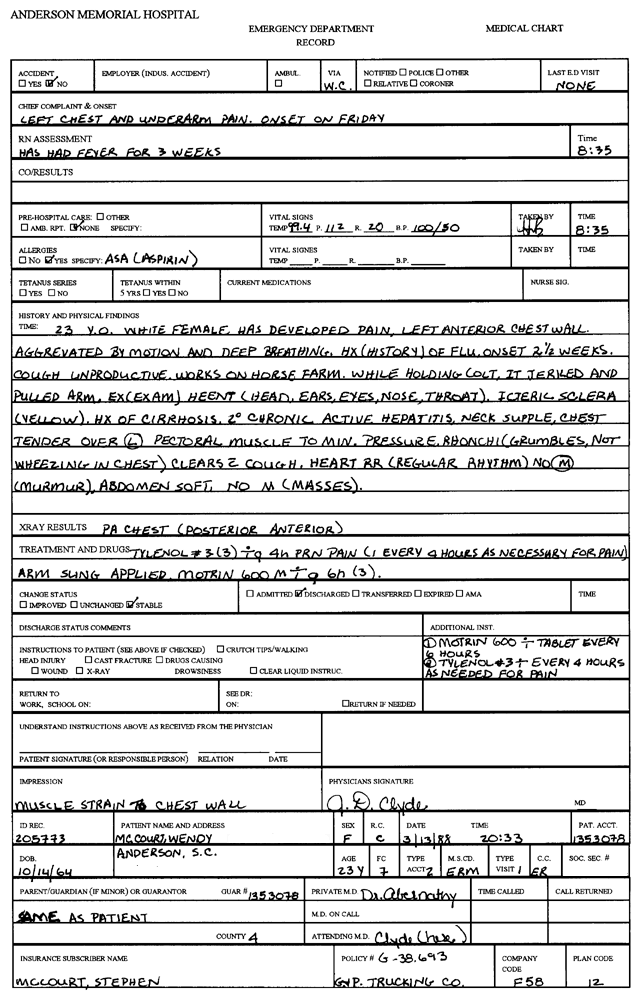 ANDERSON MEMORIAL HOSPITAL
EMERGENCY DEPARTMENT MEDICAL CHART
RECORD
ACCIDENT EMPLOYER (INDUS. ACCIDENT) AMBUL. VIA NOTIFIED ☐ POLICE ☐ OTHER LAST E.D VISIT
☐ YES ☑ NO ☐ W.C. ☐ RELATIVE ☐ CORONER NONE
CHIEF COMPLAINT & ONSET
LEFT CHEST AND UNDERARM PAIN. ONSET ON FRIDAY
RN ASSESSMENT Time
HAS HAD FEVER FOR 3 WEEKS 8:35
CO/RESULTS
PRE-HOSPITAL CARE: ☐ OTHER VITAL SIGNS TAKEN BY TIME
☐ AMB. RPT. ☑ NONE SPECIFY: TEMP 99.4 P. 112 R. 20 B.P. 100/50 8:35
ALLERGIES VITAL SIGNES TAKEN BY TIME
☐ No ☑ YES SPECIFY: ASA (ASPIRIN) TEMP P. R. B.P.
TETANUS SERIES TETANUS WITHIN CURRENT MEDICATIONS NURSE SIG.
☐ YES ☐ NO 5 YRS ☐ YES ☐ NO
HISTORY AND PHYSICAL FINDINGS
TIME: 23 Y.O. WHITE FEMALE, HAS DEVELOPED PAIN, LEFT ANTERIOR CHEST WALL.
AGGREVATED BY MOTION AND DEEP BREATHING. HX (HISTORY) OF FLU. ONSET 2 1/2 WEEKS.
COUGH UNPRODUCTIVE. WORKS ON HORSE FARM. WHILE HOLDING COLT, IT JERKED AND
PULLED ARM. EX (EXAM) HEENT (HEAD, EARS, EYES, NOSE, THROAT). ICTERIC SCLERA
(YELLOW). HX OF CIRRHOSIS. 2° CHRONIC ACTIVE HEPATITIS, NECK SUPPLE, CHEST
TENDER OVER Ⓛ PECTORAL MUSCLE TO MIN. PRESSURE. RHONCHI (GRUMBLES, NOT
WHEEZING IN CHEST) CLEARS C̄ COUGH. HEART RR (REGULAR RHYTHM) NO Ⓜ
(MURMUR), ABDOMEN SOFT. NO M (MASSES).
XRAY RESULTS PA CHEST (POSTERIOR ANTERIOR)
TREATMENT AND DRUGS TYLENOL #3 (3) ÷ q 4h PRN PAIN (1 EVERY 4 HOURS AS NECESSARY FOR PAIN)
ARM SLING APPLIED. MOTRIN 600 M ÷ q 6h (3).
CHANGE STATUS ☐ ADMITTED ☑ DISCHARGED ☐ TRANSFERRED ☐ EXPIRED ☐ AMA TIME
☐ IMPROVED ☐ UNCHANGED ☑ STABLE
DISCHARGE STATUS COMMENTS ADDITIONAL INST.
INSTRUCTIONS TO PATIENT (SEE ABOVE IF CHECKED) ☐ CRUTCH TIPS/WALKING ① MOTRIN 600 ÷ TABLET EVERY
HEAD INJURY ☐ CAST FRACTURE ☐ DRUGS CAUSING 6 HOURS
☐ WOUND ☐ X-RAY DROWSINESS ☐ CLEAR LIQUID INSTRUC. ② TYLENOL #3 ÷ EVERY 4 HOURS
AS NEEDED FOR PAIN
RETURN TO SEE DR:
WORK, SCHOOL ON: ON: ☐ RETURN IF NEEDED
UNDERSTAND INSTRUCTIONS ABOVE AS RECEIVED FROM THE PHYSICIAN
PATIENT SIGNATURE (OR RESPONSIBLE PERSON) RELATION DATE
IMPRESSION PHYSICIANS SIGNATURE
MUSCLE STRAIN CHEST WALL J. D. Clyde MD
ID REC. PATIENT NAME AND ADDRESS SEX R.C. DATE TIME PAT. ACCT.
205773 MCCOURT, WENDY F C 3/13/88 20:33 1353078
DOB. ANDERSON, S.C. AGE FC TYPE M.S.CD. TYPE C.C. SOC. SEC. #
10/14/64 23 Y 7 ACCT 2 ERM VISIT 1 ER
PARENT/GUARDIAN (IF MINOR) OR GUARANTOR GUAR # 1353078 PRIVATE M.D Dr. Abernathy TIME CALLED CALL RETURNED
SAME AS PATIENT M.D. ON CALL
COUNTY 4 ATTENDING M.D. Clyde (here)
INSURANCE SUBSCRIBER NAME POLICY # G-38.693 COMPANY PLAN CODE
CODE
MCCOURT, STEPHEN GVP. TRUCKING CO. F58 12